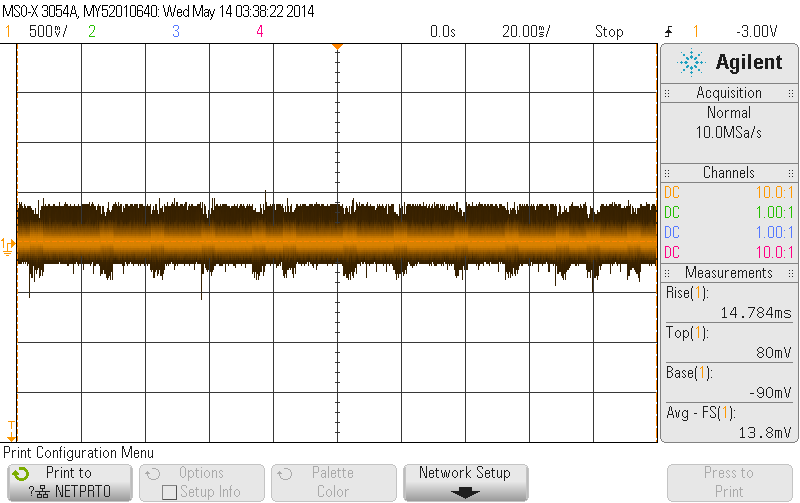 MSO-X 3054A, MY52010640: Wed May 14 03:38:22 2014
1 500mV/ 2 3 4 0.0s 20.00ms/ Stop 1 -3.00V
Agilent
Acquisition
Normal
10.0MSa/s
Channels
DC 10.0:1
DC 1.00:1
DC 1.00:1
DC 10.0:1
Measurements
Rise(1):
14.784ms
Top(1):
80mV
Base(1):
-90mV
Avg - FS(1):
13.8mV
1
T
Print Configuration Menu
Print to Options Palette Network Setup Press to
? NETPRT0 Setup Info Color Print